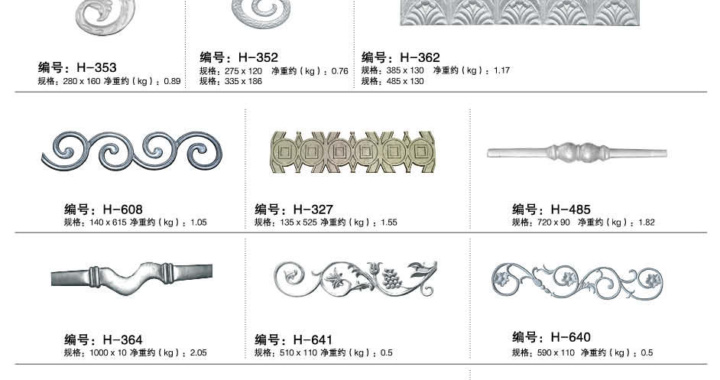 编号：H-353
规格：280 x 160 净重约（kg）：0.89
编号：H-352
规格：275 x 120 净重约（kg）：0.76
规格：335 x 186
编号：H-362
规格：385 x 130 净重约（kg）：1.17
规格：485 x 130
编号：H-608
规格：140 x 615 净重约（kg）：1.05
编号：H-327
规格：135 x 525 净重约（kg）：1.55
编号：H-485
规格：720 x 90 净重约（kg）：1.82
编号：H-364
规格：1000 x 10 净重约（kg）：2.05
编号：H-641
规格：510 x 110 净重约（kg）：0.5
编号：H-640
规格：590 x 110 净重约（kg）：0.5